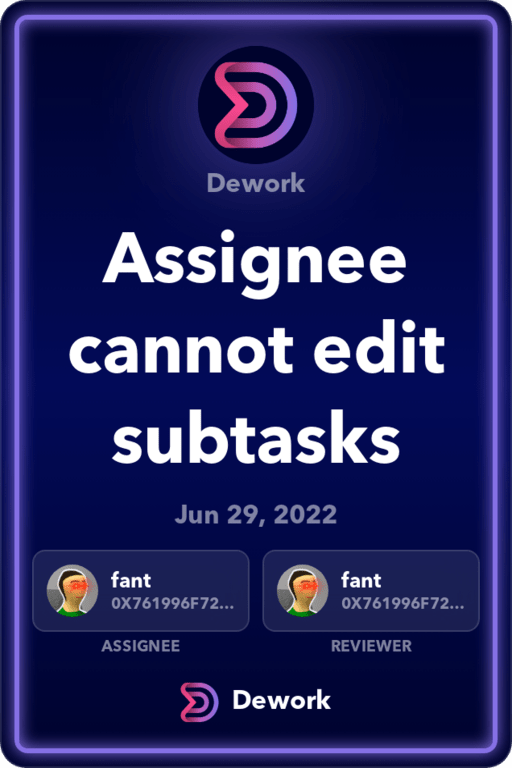 Dework
Assignee
cannot edit
subtasks
Jun 29, 2022
fant
0X761996F72...
ASSIGNEE
fant
0X761996F72...
REVIEWER
Dework